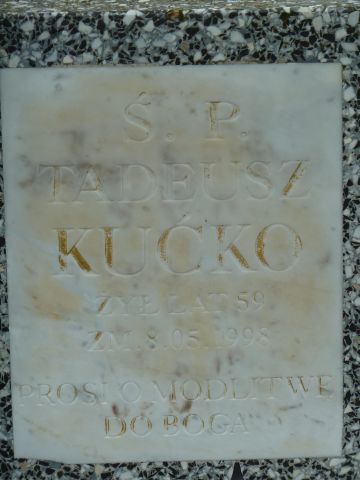 Ś. P.
TADEUSZ
KUĆKO
ŻYŁ LAT 59
ZM. 8.05.1998
PROSI O MODLITWĘ
DO BOGA